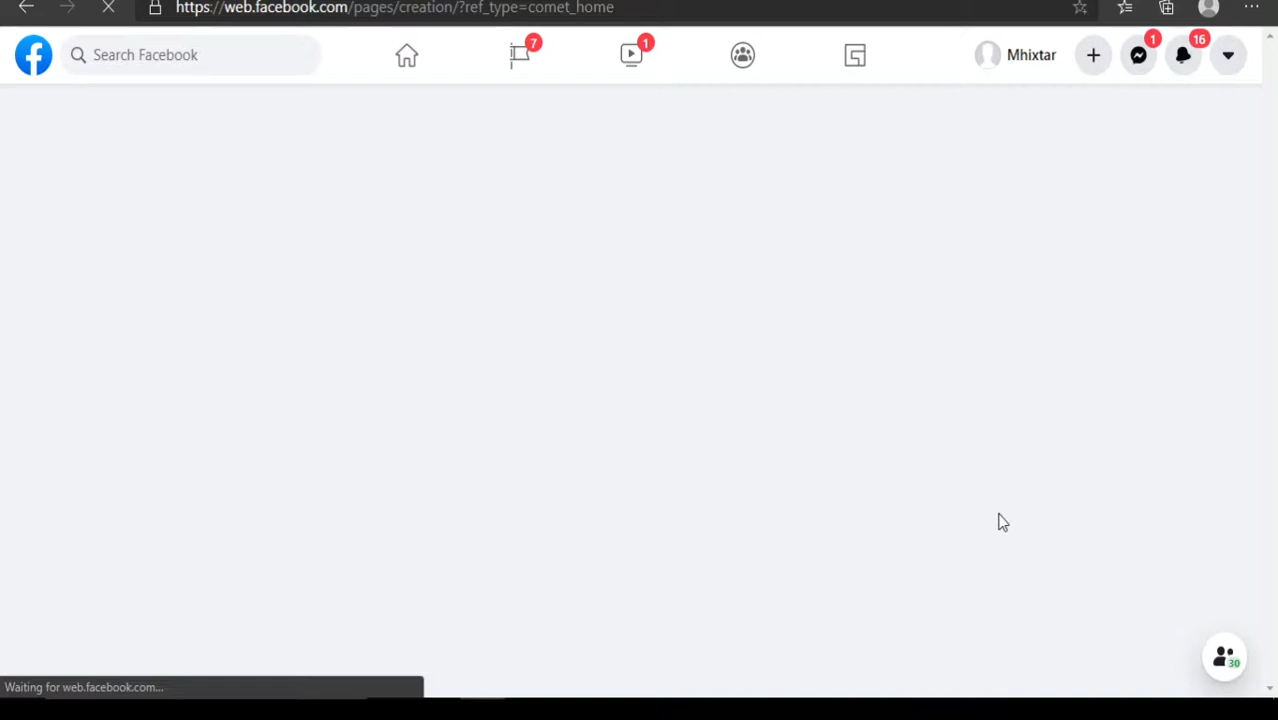 https://web.facebook.com/pages/creation/?ref_type=comet_home
Search Facebook
7
1
Mhixtar
1
16
30
Waiting for web.facebook.com...